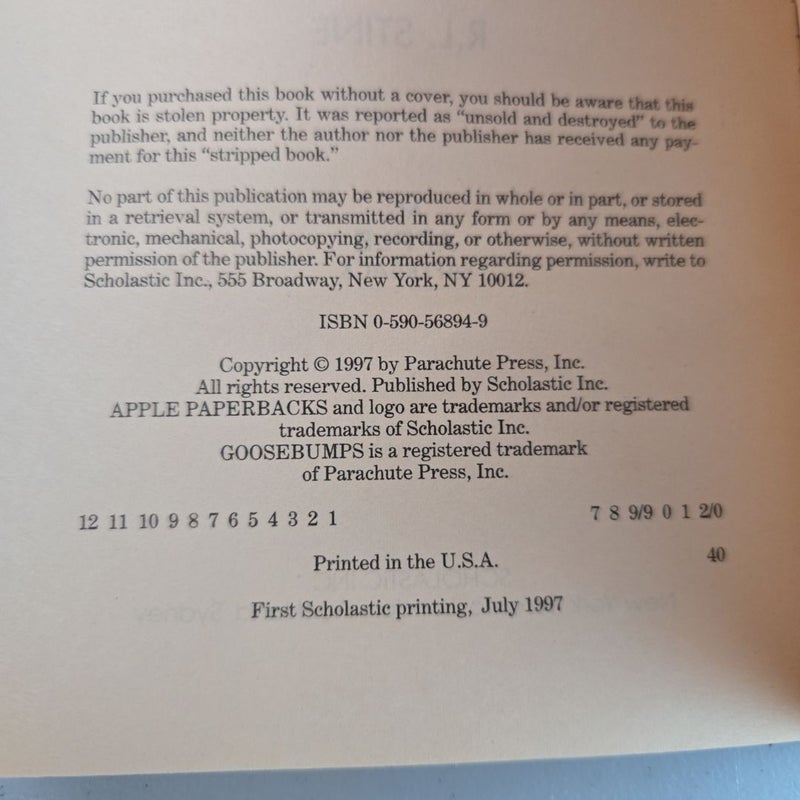 If you purchased this book without a cover, you should be aware that this
book is stolen property. It was reported as “unsold and destroyed” to the
publisher, and neither the author nor the publisher has received any pay-
ment for this “stripped book.”
No part of this publication may be reproduced in whole or in part, or stored
in a retrieval system, or transmitted in any form or by any means, elec-
tronic, mechanical, photocopying, recording, or otherwise, without written
permission of the publisher. For information regarding permission, write to
Scholastic Inc., 555 Broadway, New York, NY 10012.
ISBN 0-590-56894-9
Copyright © 1997 by Parachute Press, Inc.
All rights reserved. Published by Scholastic Inc.
APPLE PAPERBACKS and logo are trademarks and/or registered
trademarks of Scholastic Inc.
GOOSEBUMPS is a registered trademark
of Parachute Press, Inc.
12 11 10 9 8 7 6 5 4 3 2 1 7 8 9/9 0 1 2/0
Printed in the U.S.A. 40
First Scholastic printing, July 1997